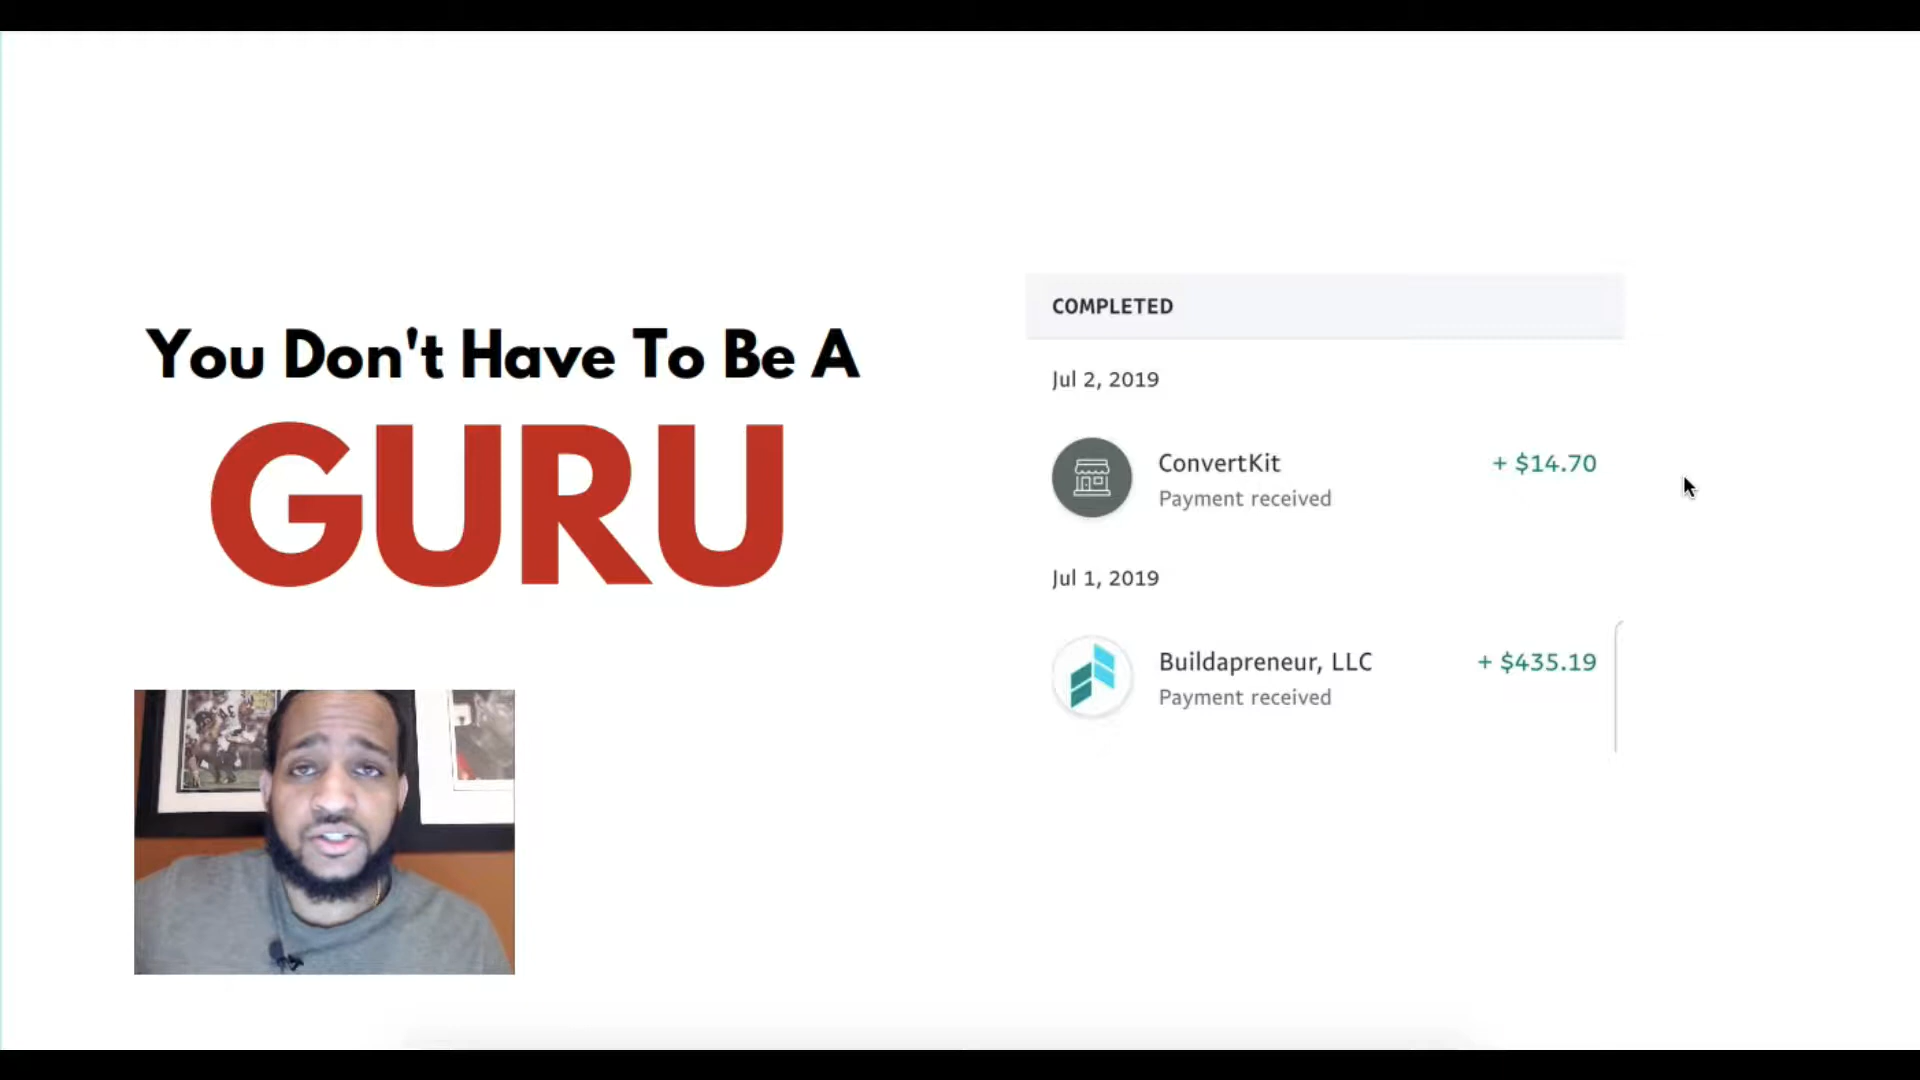 You Don't Have To Be A
GURU
COMPLETED
Jul 2, 2019
ConvertKit
+ $14.70
Payment received
Jul 1, 2019
Buildapreneur, LLC
+ $435.19
Payment received